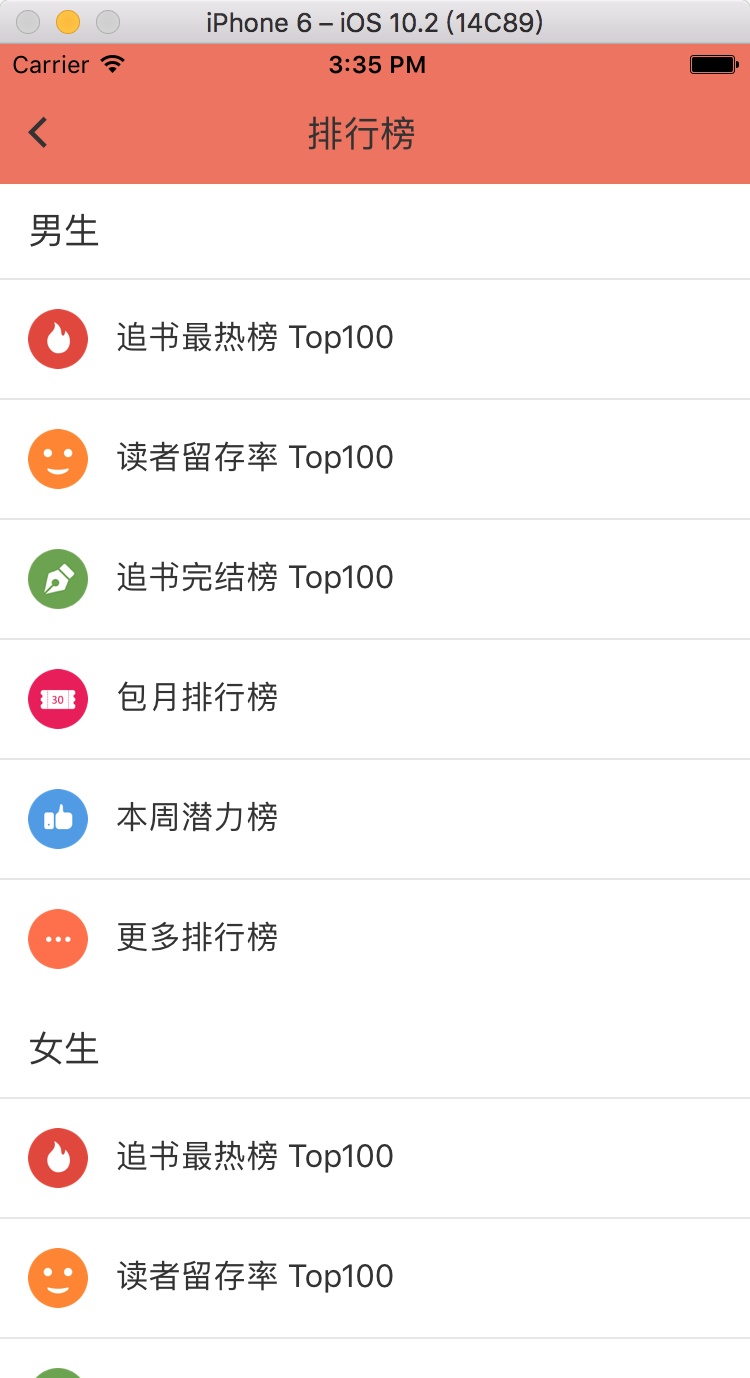 iPhone 6 – iOS 10.2 (14C89)
Carrier 3:35 PM
排行榜
男生
追书最热榜 Top100
读者留存率 Top100
追书完结榜 Top100
30 包月排行榜
本周潜力榜
更多排行榜
女生
追书最热榜 Top100
读者留存率 Top100